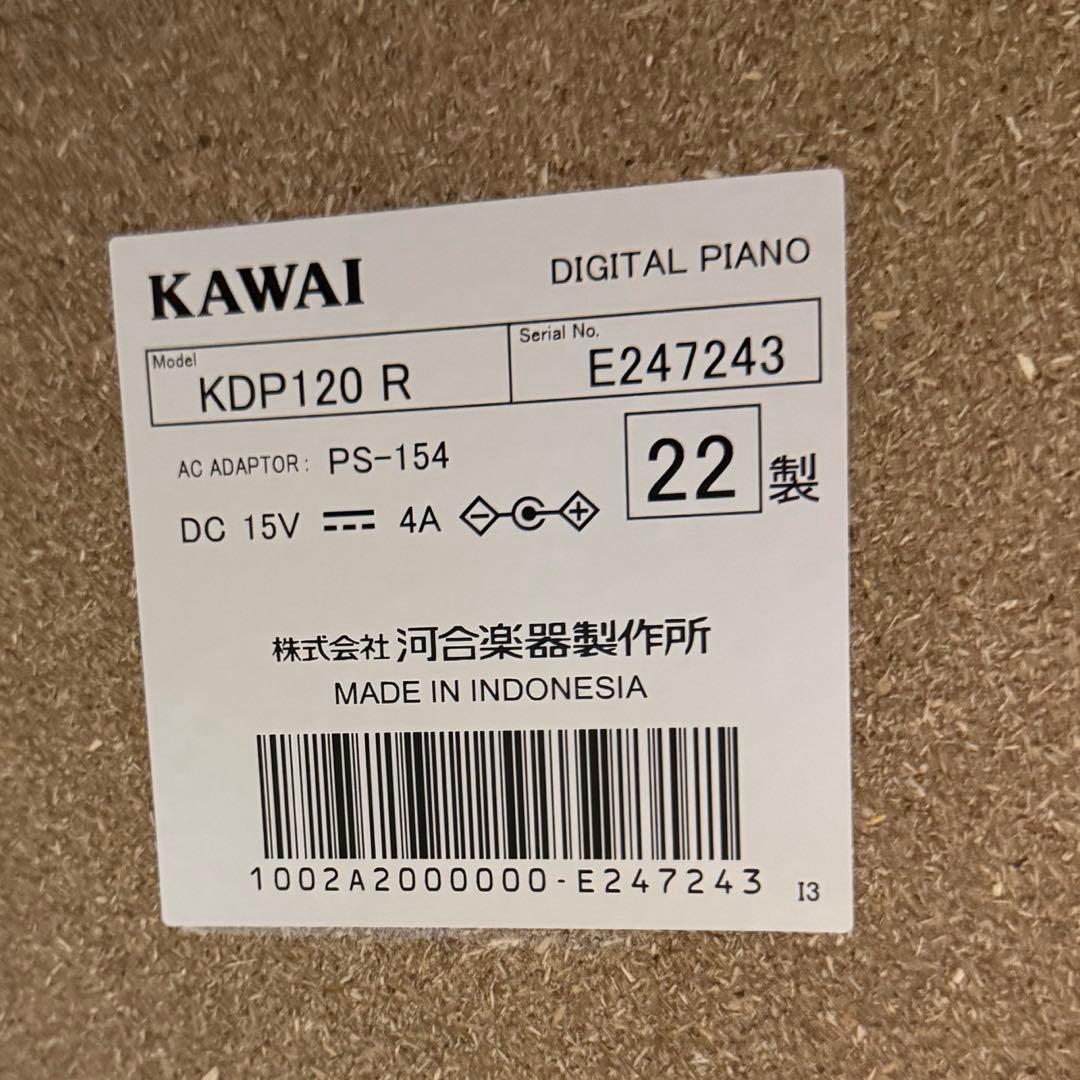 KAWAI DIGITAL PIANO
Model KDP120 R Serial No. E247243
AC ADAPTOR: PS-154
22 製
DC 15V ⎓ 4A
株式会社 河合楽器製作所
MADE IN INDONESIA
1002A2000000-E247243 I3